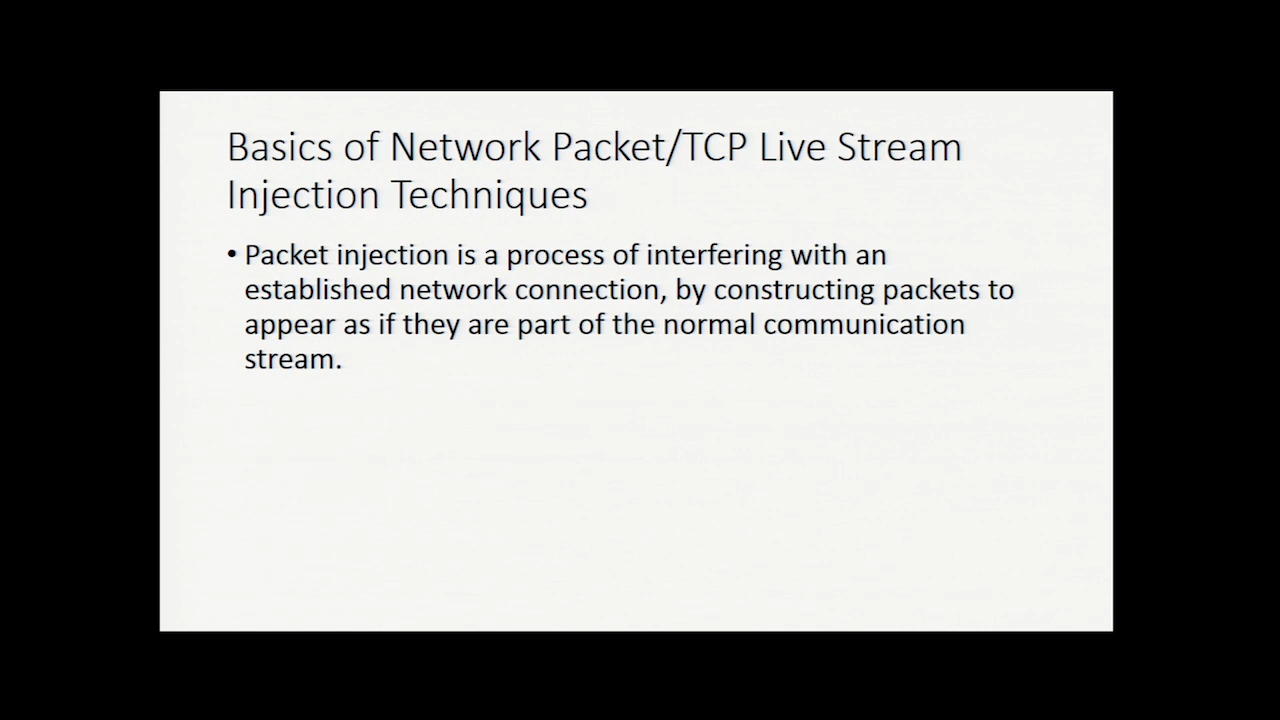 Basics of Network Packet/TCP Live Stream
Injection Techniques
• Packet injection is a process of interfering with an
established network connection, by constructing packets to
appear as if they are part of the normal communication
stream.